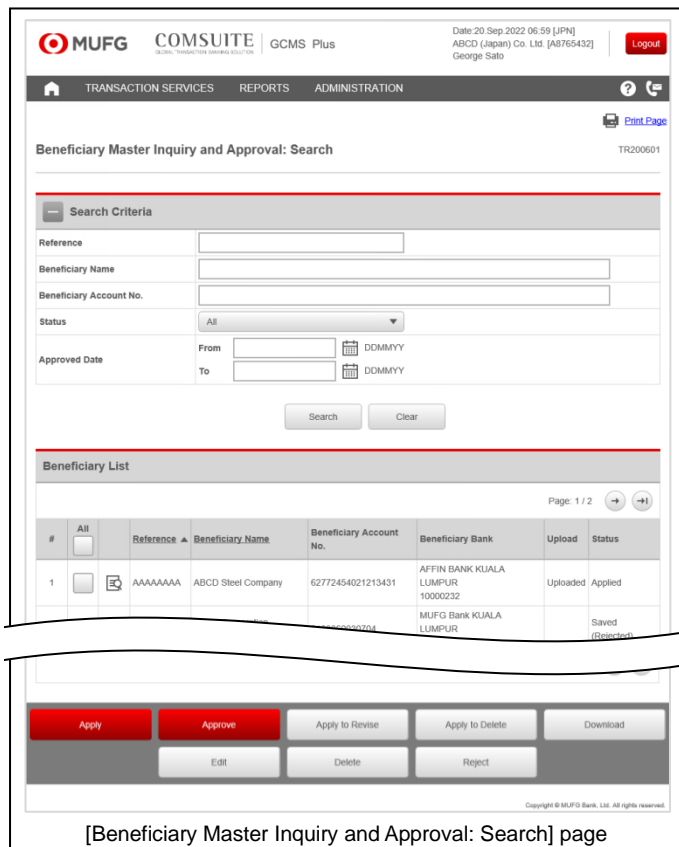 MUFG COMSUITE GCMS Plus
GLOBAL TRANSACTION BANKING SOLUTION
Date:20.Sep.2022 06:59 [JPN]
ABCD (Japan) Co. Ltd. [A8765432]
George Sato
Logout
TRANSACTION SERVICES REPORTS ADMINISTRATION
Print Page
Beneficiary Master Inquiry and Approval: Search TR200601
Search Criteria
Reference
Beneficiary Name
Beneficiary Account No.
Status All
Approved Date
From DDMMYY
To DDMMYY
Search Clear
Beneficiary List
Page: 1 / 2
# All Reference ▲ Beneficiary Name Beneficiary Account No. Beneficiary Bank Upload Status
1 AAAAAAAA ABCD Steel Company 62772454021213431 AFFIN BANK KUALA LUMPUR 10000232 Uploaded Applied
MUFG Bank KUALA LUMPUR Saved (Rejected)
Apply Approve Apply to Revise Apply to Delete Download
Edit Delete Reject
Copyright © MUFG Bank, Ltd. All rights reserved.
[Beneficiary Master Inquiry and Approval: Search] page